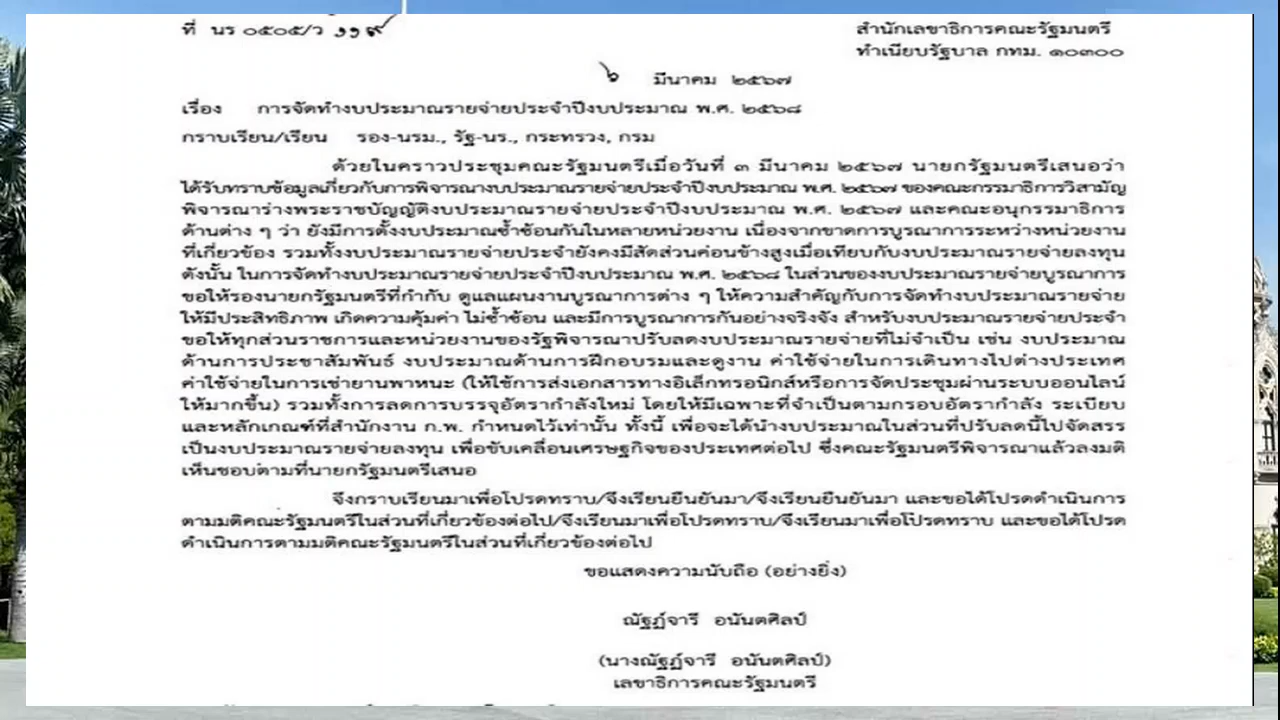 ที่ นร ๐๕๐๕/ว ๑๑๙
สำนักเลขาธิการคณะรัฐมนตรี
ทำเนียบรัฐบาล กทม. ๑๐๓๐๐
๖ มีนาคม ๒๕๖๗
เรื่อง การจัดทำงบประมาณรายจ่ายประจำปีงบประมาณ พ.ศ. ๒๕๖๘
กราบเรียน/เรียน รอง-นรม., รัฐ-นร., กระทรวง, กรม
ด้วยในคราวประชุมคณะรัฐมนตรีเมื่อวันที่ ๓ มีนาคม ๒๕๖๗ นายกรัฐมนตรีเสนอว่า
ได้รับทราบข้อมูลเกี่ยวกับการพิจารณางบประมาณรายจ่ายประจำปีงบประมาณ พ.ศ. ๒๕๖๗ ของคณะกรรมาธิการวิสามัญ
พิจารณาร่างพระราชบัญญัติงบประมาณรายจ่ายประจำปีงบประมาณ พ.ศ. ๒๕๖๗ และคณะอนุกรรมาธิการ
ด้านต่าง ๆ ว่า ยังมีการตั้งงบประมาณซ้ำซ้อนกันในหลายหน่วยงาน เนื่องจากขาดการบูรณาการระหว่างหน่วยงาน
ที่เกี่ยวข้อง รวมทั้งงบประมาณรายจ่ายประจำยังคงมีสัดส่วนค่อนข้างสูงเมื่อเทียบกับงบประมาณรายจ่ายลงทุน
ดังนั้น ในการจัดทำงบประมาณรายจ่ายประจำปีงบประมาณ พ.ศ. ๒๕๖๘ ในส่วนของงบประมาณรายจ่ายบูรณาการ
ขอให้รองนายกรัฐมนตรีที่กำกับ ดูแลแผนงานบูรณาการต่าง ๆ ให้ความสำคัญกับการจัดทำงบประมาณรายจ่าย
ให้มีประสิทธิภาพ เกิดความคุ้มค่า ไม่ซ้ำซ้อน และมีการบูรณาการกันอย่างจริงจัง สำหรับงบประมาณรายจ่ายประจำ
ขอให้ทุกส่วนราชการและหน่วยงานของรัฐพิจารณาปรับลดงบประมาณรายจ่ายที่ไม่จำเป็น เช่น งบประมาณ
ด้านการประชาสัมพันธ์ งบประมาณด้านการฝึกอบรมและดูงาน ค่าใช้จ่ายในการเดินทางไปต่างประเทศ
ค่าใช้จ่ายในการเช่ายานพาหนะ (ให้ใช้การส่งเอกสารทางอิเล็กทรอนิกส์หรือการจัดประชุมผ่านระบบออนไลน์
ให้มากขึ้น) รวมทั้งการลดการบรรจุอัตรากำลังใหม่ โดยให้มีเฉพาะที่จำเป็นตามกรอบอัตรากำลัง ระเบียบ
และหลักเกณฑ์ที่สำนักงาน ก.พ. กำหนดไว้เท่านั้น ทั้งนี้ เพื่อจะได้นำงบประมาณในส่วนที่ปรับลดนี้ไปจัดสรร
เป็นงบประมาณรายจ่ายลงทุน เพื่อขับเคลื่อนเศรษฐกิจของประเทศต่อไป ซึ่งคณะรัฐมนตรีพิจารณาแล้วลงมติ
เห็นชอบตามที่นายกรัฐมนตรีเสนอ
จึงกราบเรียนมาเพื่อโปรดทราบ/จึงเรียนยืนยันมา/จึงเรียนยืนยันมา และขอได้โปรดดำเนินการ
ตามมติคณะรัฐมนตรีในส่วนที่เกี่ยวข้องต่อไป/จึงเรียนมาเพื่อโปรดทราบ/จึงเรียนมาเพื่อโปรดทราบ และขอได้โปรด
ดำเนินการตามมติคณะรัฐมนตรีในส่วนที่เกี่ยวข้องต่อไป
ขอแสดงความนับถือ (อย่างยิ่ง)
ณัฐฏ์จารี อนันตศิลป์
(นางณัฐฏ์จารี อนันตศิลป์)
เลขาธิการคณะรัฐมนตรี